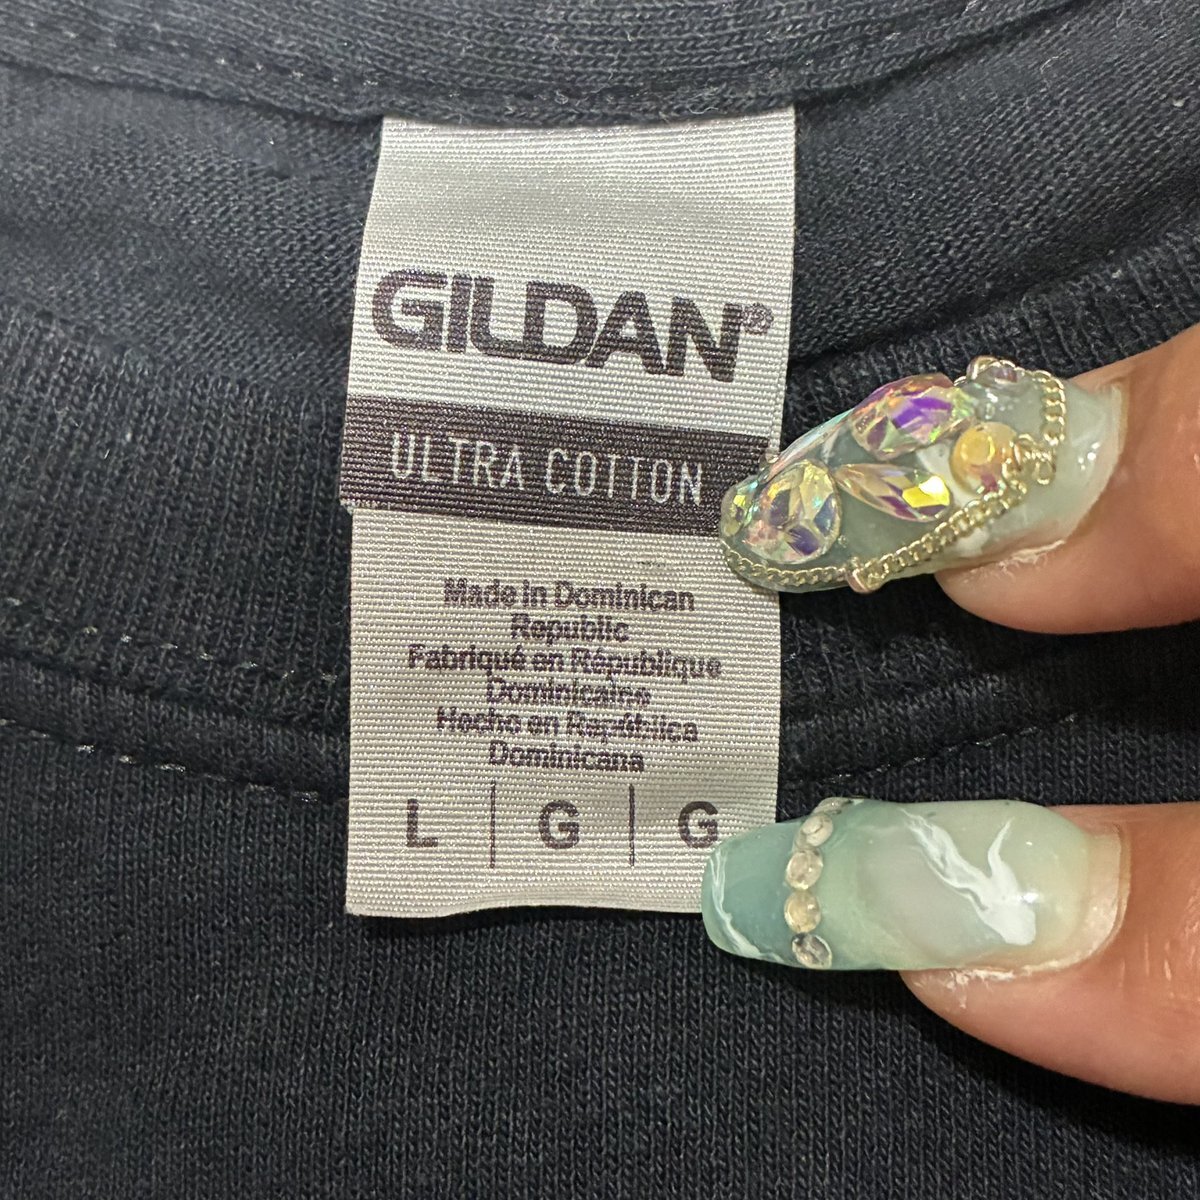 GILDAN®
ULTRA COTTON
Made in Dominican
Republic
Fabriqué en République
Dominicaine
Hecho en República
Dominicana
L | G | G